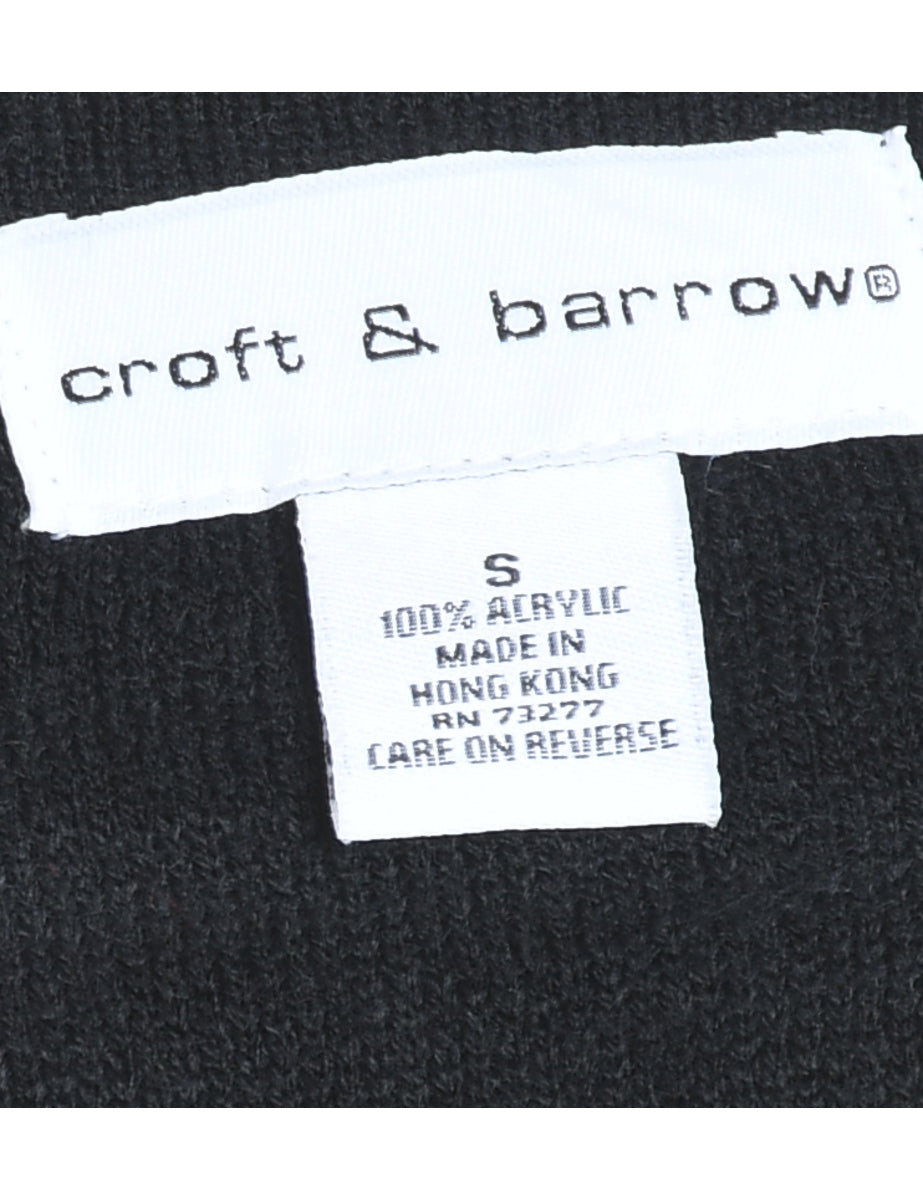 croft & barrow®
S
100% ACRYLIC
MADE IN
HONG KONG
RN 73277
CARE ON REVERSE